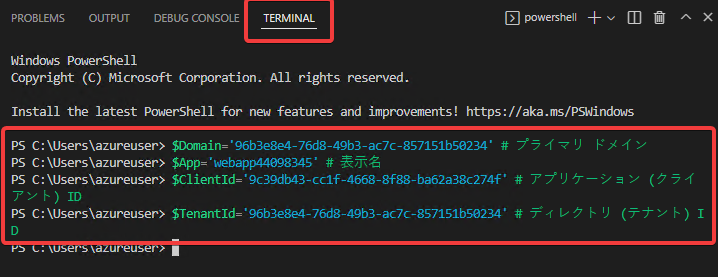 PROBLEMS OUTPUT DEBUG CONSOLE TERMINAL powershell
Windows PowerShell
Copyright (C) Microsoft Corporation. All rights reserved.
Install the latest PowerShell for new features and improvements! https://aka.ms/PSWindows
PS C:\Users\azureuser> $Domain='96b3e8e4-76d8-49b3-ac7c-857151b50234' # プライマリ ドメイン
PS C:\Users\azureuser> $App='webapp44098345' # 表示名
PS C:\Users\azureuser> $ClientId='9c39db43-cc1f-4668-8f88-ba62a38c274f' # アプリケーション (クライ
アント) ID
PS C:\Users\azureuser> $TenantId='96b3e8e4-76d8-49b3-ac7c-857151b50234' # ディレクトリ (テナント) I
D
PS C:\Users\azureuser>